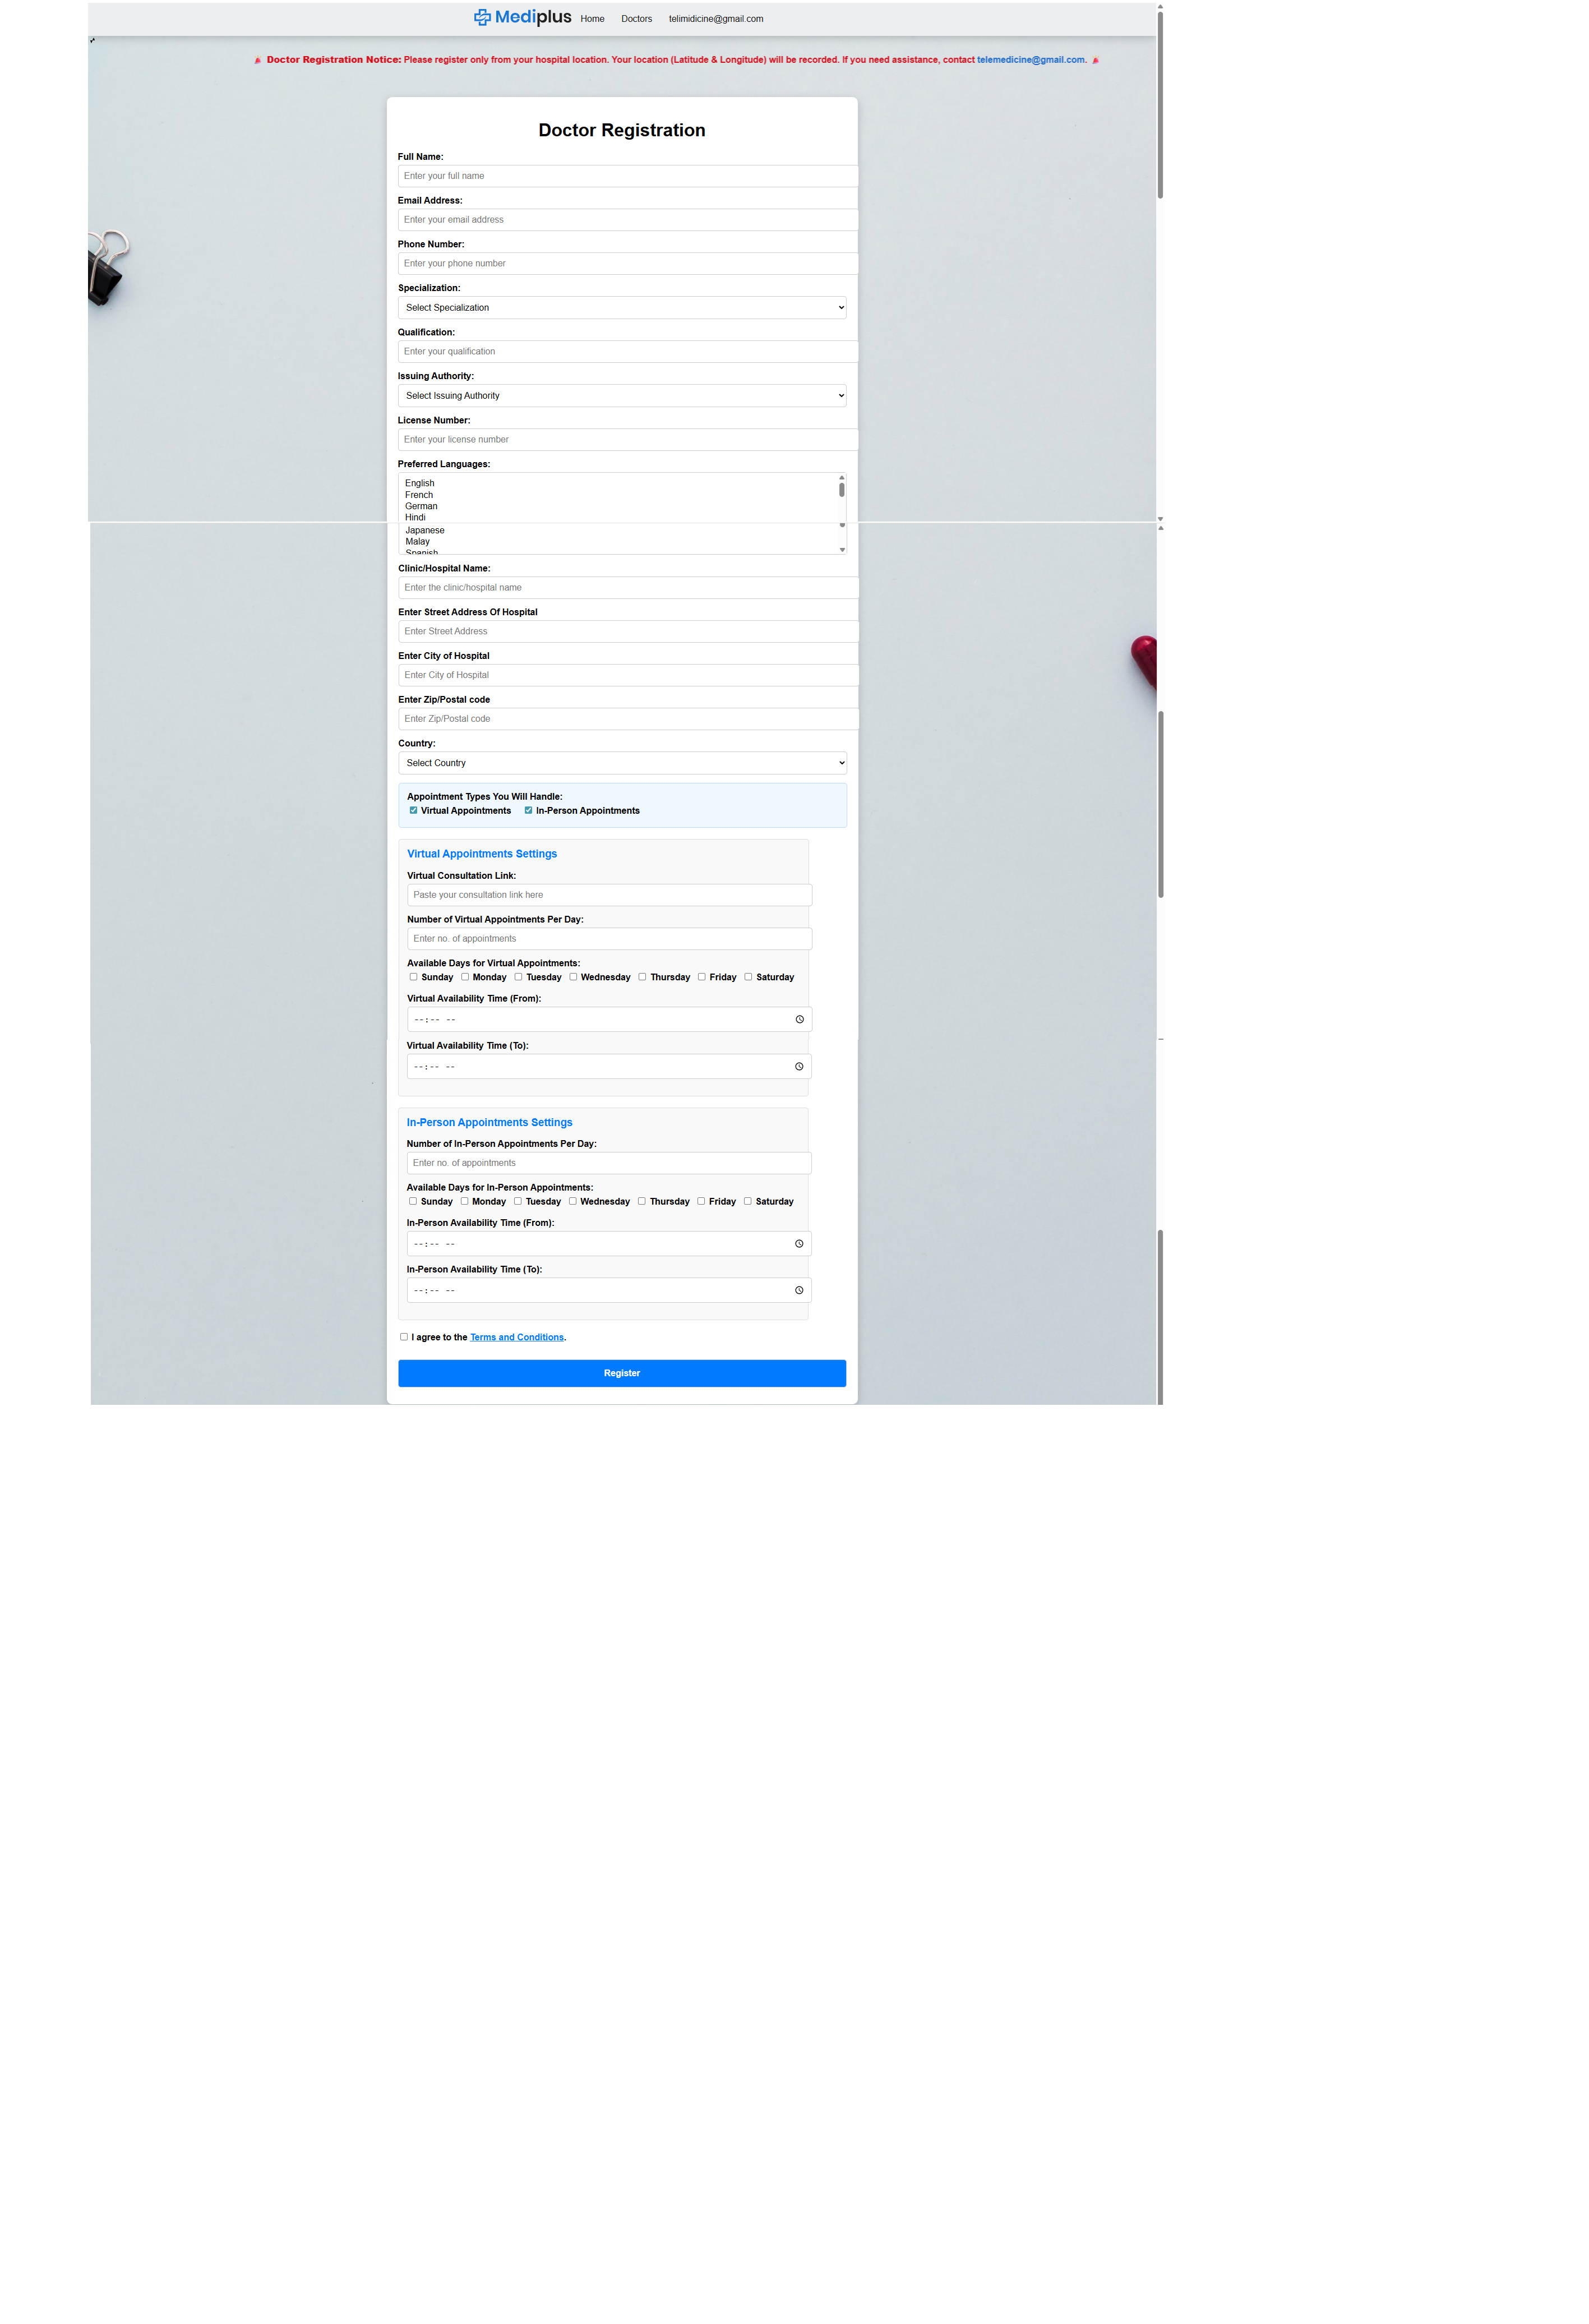 Mediplus Home Doctors telimidicine@gmail.com
Doctor Registration Notice: Please register only from your hospital location. Your location (Latitude & Longitude) will be recorded. If you need assistance, contact telemedicine@gmail.com.
Doctor Registration
Full Name:
Enter your full name
Email Address:
Enter your email address
Phone Number:
Enter your phone number
Specialization:
Select Specialization
Qualification:
Enter your qualification
Issuing Authority:
Select Issuing Authority
License Number:
Enter your license number
Preferred Languages:
English
French
German
Hindi
Japanese
Malay
Spanish
Clinic/Hospital Name:
Enter the clinic/hospital name
Enter Street Address Of Hospital
Enter Street Address
Enter City of Hospital
Enter City of Hospital
Enter Zip/Postal code
Enter Zip/Postal code
Country:
Select Country
Appointment Types You Will Handle:
Virtual Appointments In-Person Appointments
Virtual Appointments Settings
Virtual Consultation Link:
Paste your consultation link here
Number of Virtual Appointments Per Day:
Enter no. of appointments
Available Days for Virtual Appointments:
Sunday Monday Tuesday Wednesday Thursday Friday Saturday
Virtual Availability Time (From):
--:-- --
Virtual Availability Time (To):
--:-- --
In-Person Appointments Settings
Number of In-Person Appointments Per Day:
Enter no. of appointments
Available Days for In-Person Appointments:
Sunday Monday Tuesday Wednesday Thursday Friday Saturday
In-Person Availability Time (From):
--:-- --
In-Person Availability Time (To):
--:-- --
I agree to the Terms and Conditions.
Register